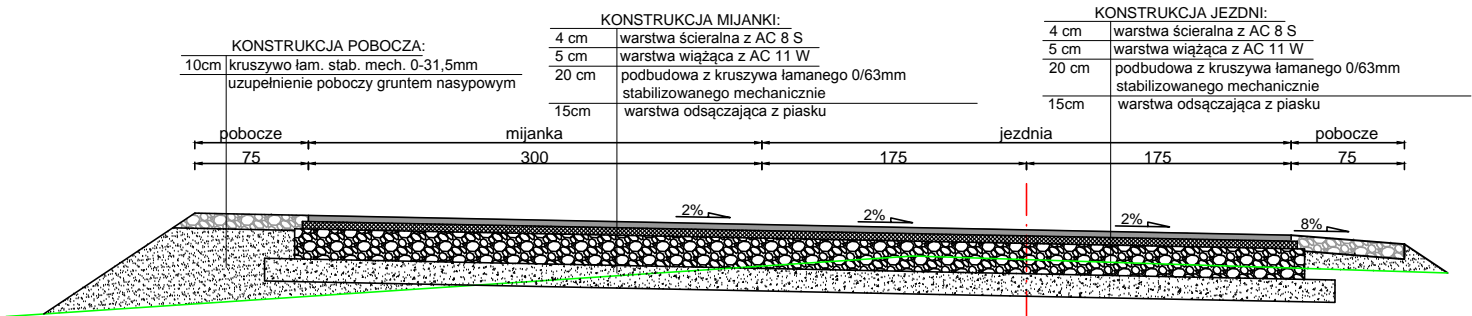 KONSTRUKCJA POBOCZA:
10cm kruszywo łam. stab. mech. 0-31,5mm
uzupełnienie poboczy gruntem nasypowym
KONSTRUKCJA MIJANKI:
4 cm warstwa ścieralna z AC 8 S
5 cm warstwa wiążąca z AC 11 W
20 cm podbudowa z kruszywa łamanego 0/63mm
stabilizowanego mechanicznie
15cm warstwa odsączająca z piasku
KONSTRUKCJA JEZDNI:
4 cm warstwa ścieralna z AC 8 S
5 cm warstwa wiążąca z AC 11 W
20 cm podbudowa z kruszywa łamanego 0/63mm
stabilizowanego mechanicznie
15cm warstwa odsączająca z piasku
pobocze mijanka jezdnia pobocze
75 300 175 175 75
2% 2% 2% 8%